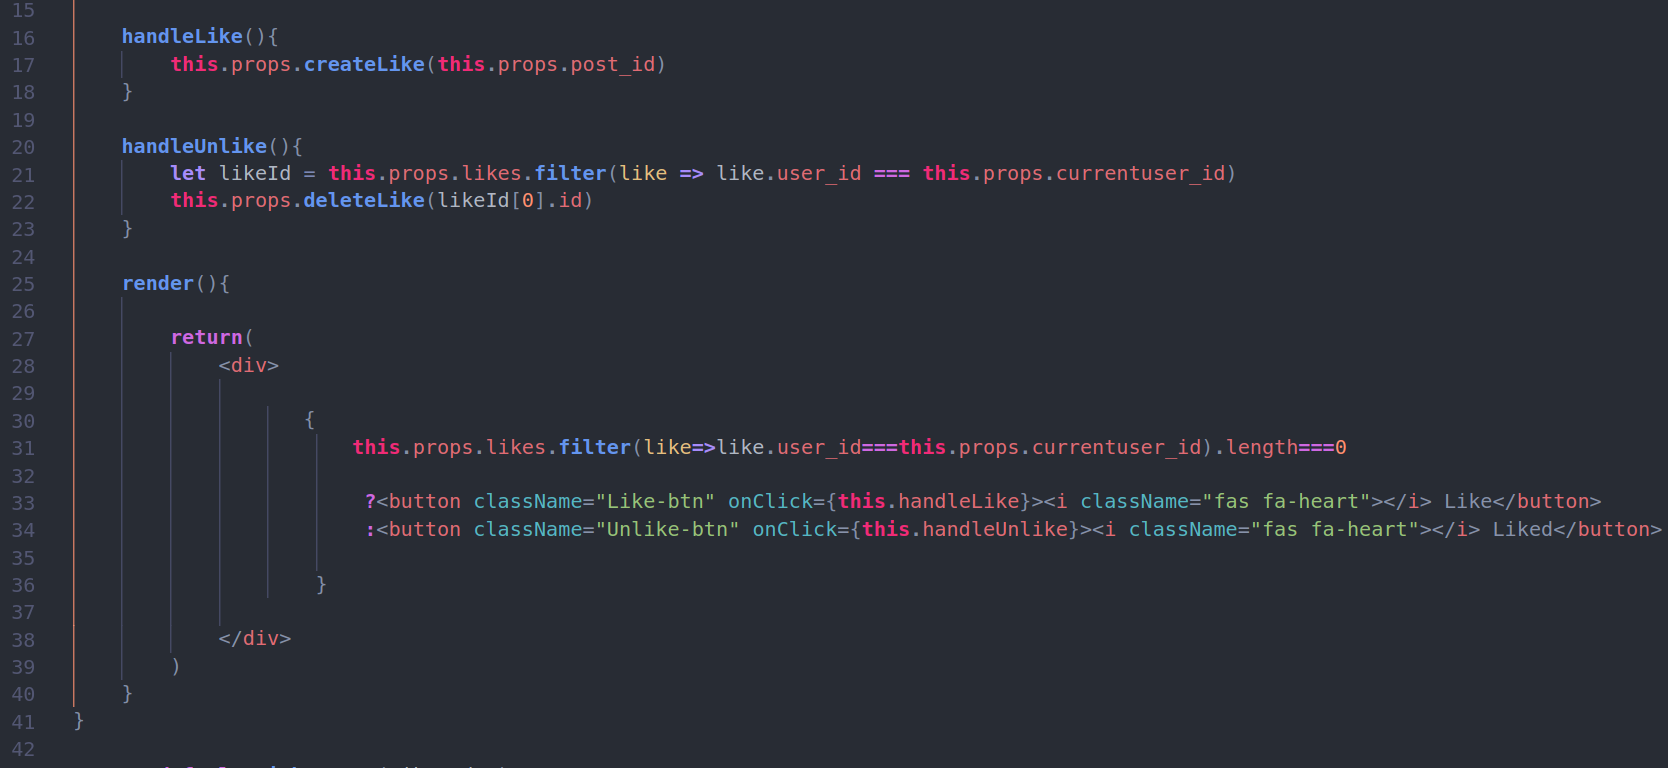 15
16 handleLike(){
17 this.props.createLike(this.props.post_id)
18 }
19
20 handleUnlike(){
21 let likeId = this.props.likes.filter(like => like.user_id === this.props.currentuser_id)
22 this.props.deleteLike(likeId[0].id)
23 }
24
25 render(){
26
27 return(
28 <div>
29
30 {
31 this.props.likes.filter(like=>like.user_id===this.props.currentuser_id).length===0
32
33 ?<button className="Like-btn" onClick={this.handleLike}><i className="fas fa-heart"></i> Like</button>
34 :<button className="Unlike-btn" onClick={this.handleUnlike}><i className="fas fa-heart"></i> Liked</button>
35
36 }
37
38 </div>
39 )
40 }
41 }
42